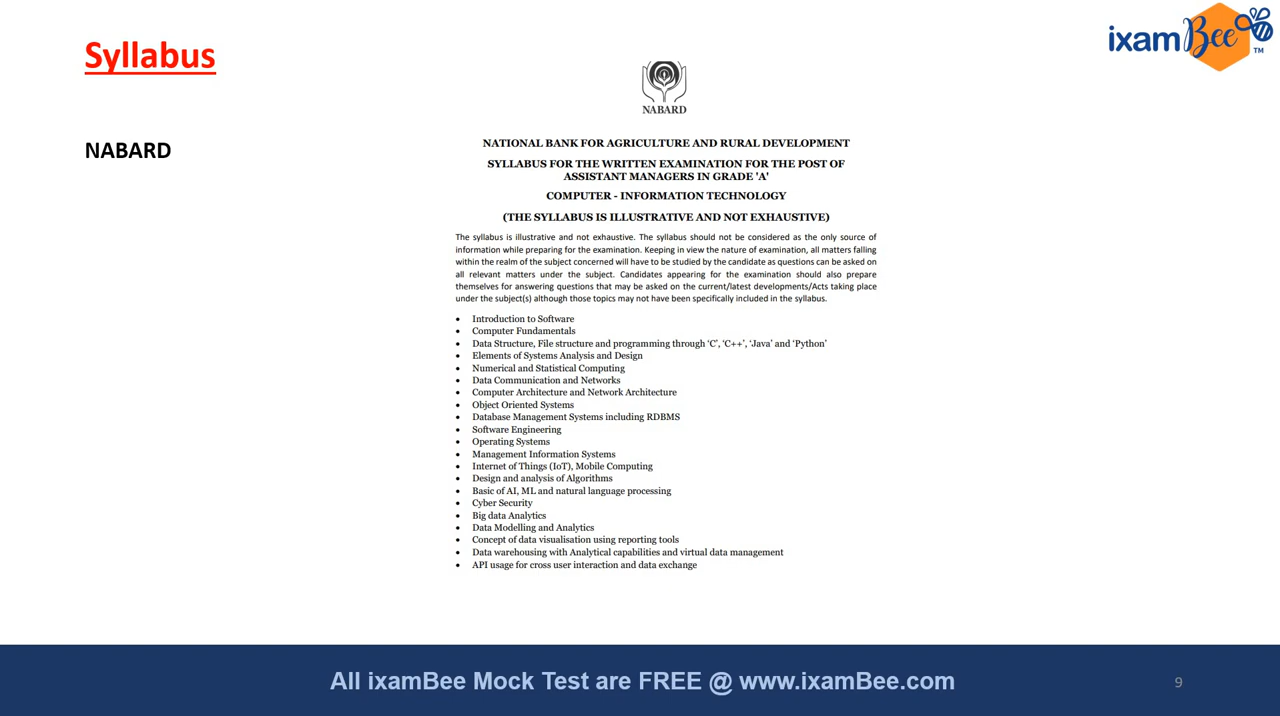 Syllabus
ixamBee
TM
NABARD
NABARD
NATIONAL BANK FOR AGRICULTURE AND RURAL DEVELOPMENT
SYLLABUS FOR THE WRITTEN EXAMINATION FOR THE POST OF
ASSISTANT MANAGERS IN GRADE 'A'
COMPUTER - INFORMATION TECHNOLOGY
(THE SYLLABUS IS ILLUSTRATIVE AND NOT EXHAUSTIVE)
The syllabus is illustrative and not exhaustive. The syllabus should not be considered as the only source of
information while preparing for the examination. Keeping in view the nature of examination, all matters falling
within the realm of the subject concerned will have to be studied by the candidate as questions can be asked on
all relevant matters under the subject. Candidates appearing for the examination should also prepare
themselves for answering questions that may be asked on the current/latest developments/Acts taking place
under the subject(s) although those topics may not have been specifically included in the syllabus.
• Introduction to Software
• Computer Fundamentals
• Data Structure, File structure and programming through ‘C’, ‘C++’, ‘Java’ and ‘Python’
• Elements of Systems Analysis and Design
• Numerical and Statistical Computing
• Data Communication and Networks
• Computer Architecture and Network Architecture
• Object Oriented Systems
• Database Management Systems including RDBMS
• Software Engineering
• Operating Systems
• Management Information Systems
• Internet of Things (IoT), Mobile Computing
• Design and analysis of Algorithms
• Basic of AI, ML and natural language processing
• Cyber Security
• Big data Analytics
• Data Modelling and Analytics
• Concept of data visualisation using reporting tools
• Data warehousing with Analytical capabilities and virtual data management
• API usage for cross user interaction and data exchange
All ixamBee Mock Test are FREE @ www.ixamBee.com
9